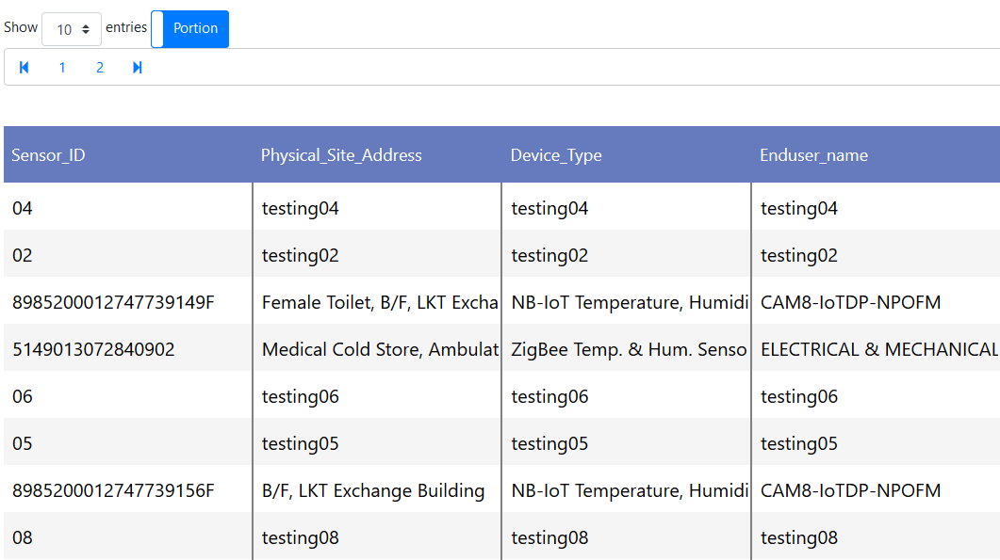 Show 10 entries Portion
1 2
Sensor_ID Physical_Site_Address Device_Type Enduser_name
04 testing04 testing04 testing04
02 testing02 testing02 testing02
8985200012747739149F Female Toilet, B/F, LKT Excha NB-IoT Temperature, Humidi CAM8-IoTDP-NPOFM
5149013072840902 Medical Cold Store, Ambulat ZigBee Temp. & Hum. Senso ELECTRICAL & MECHANICAL
06 testing06 testing06 testing06
05 testing05 testing05 testing05
8985200012747739156F B/F, LKT Exchange Building NB-IoT Temperature, Humidi CAM8-IoTDP-NPOFM
08 testing08 testing08 testing08